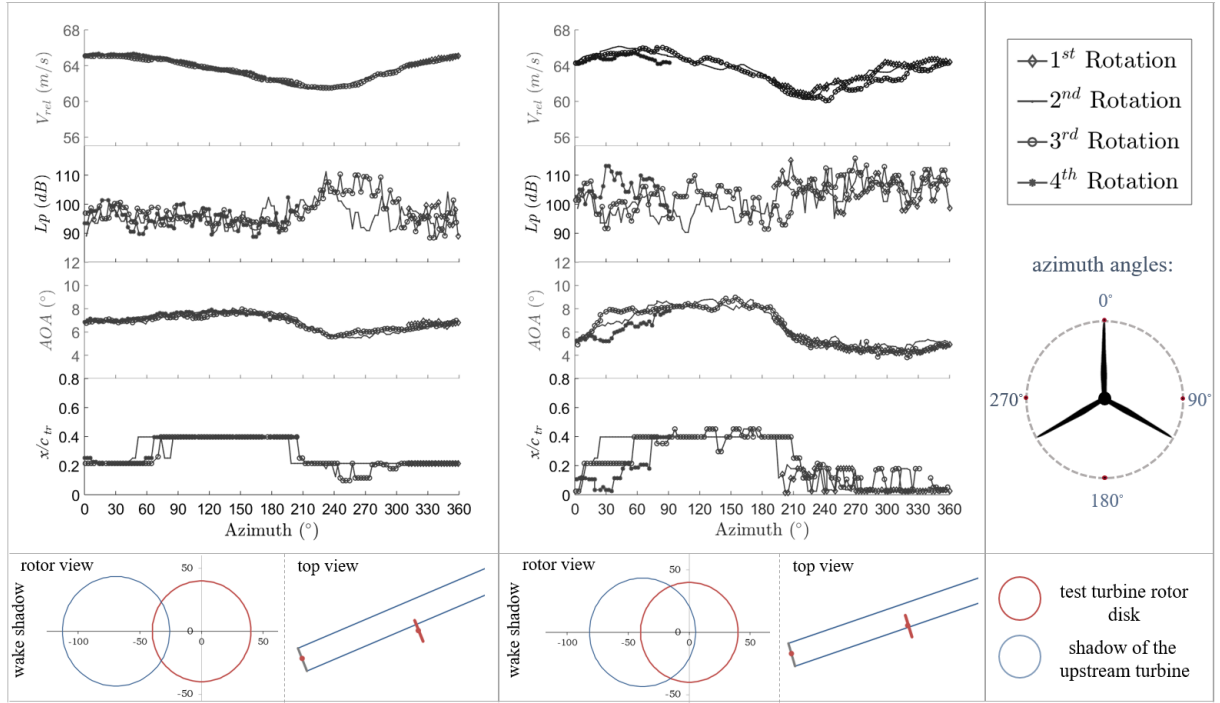 68
64
60
56
V_rel (m/s)
110
100
90
Lp (dB)
12
10
8
6
4
AOA (°)
0.8
0.6
0.4
0.2
0
x/c_tr
0 30 60 90 120 150 180 210 240 270 300 330 360
Azimuth (°)
68
64
60
56
V_rel (m/s)
110
100
90
Lp (dB)
12
10
8
6
4
AOA (°)
0.8
0.6
0.4
0.2
0
x/c_tr
0 30 60 90 120 150 180 210 240 270 300 330 360
Azimuth (°)
1st Rotation
2nd Rotation
3rd Rotation
4th Rotation
azimuth angles:
0°
270°
90°
180°
rotor view
wake shadow
50
-100
-50
0
50
-50
top view
rotor view
wake shadow
50
-100
-50
0
50
-50
top view
test turbine rotor
disk
shadow of the
upstream turbine